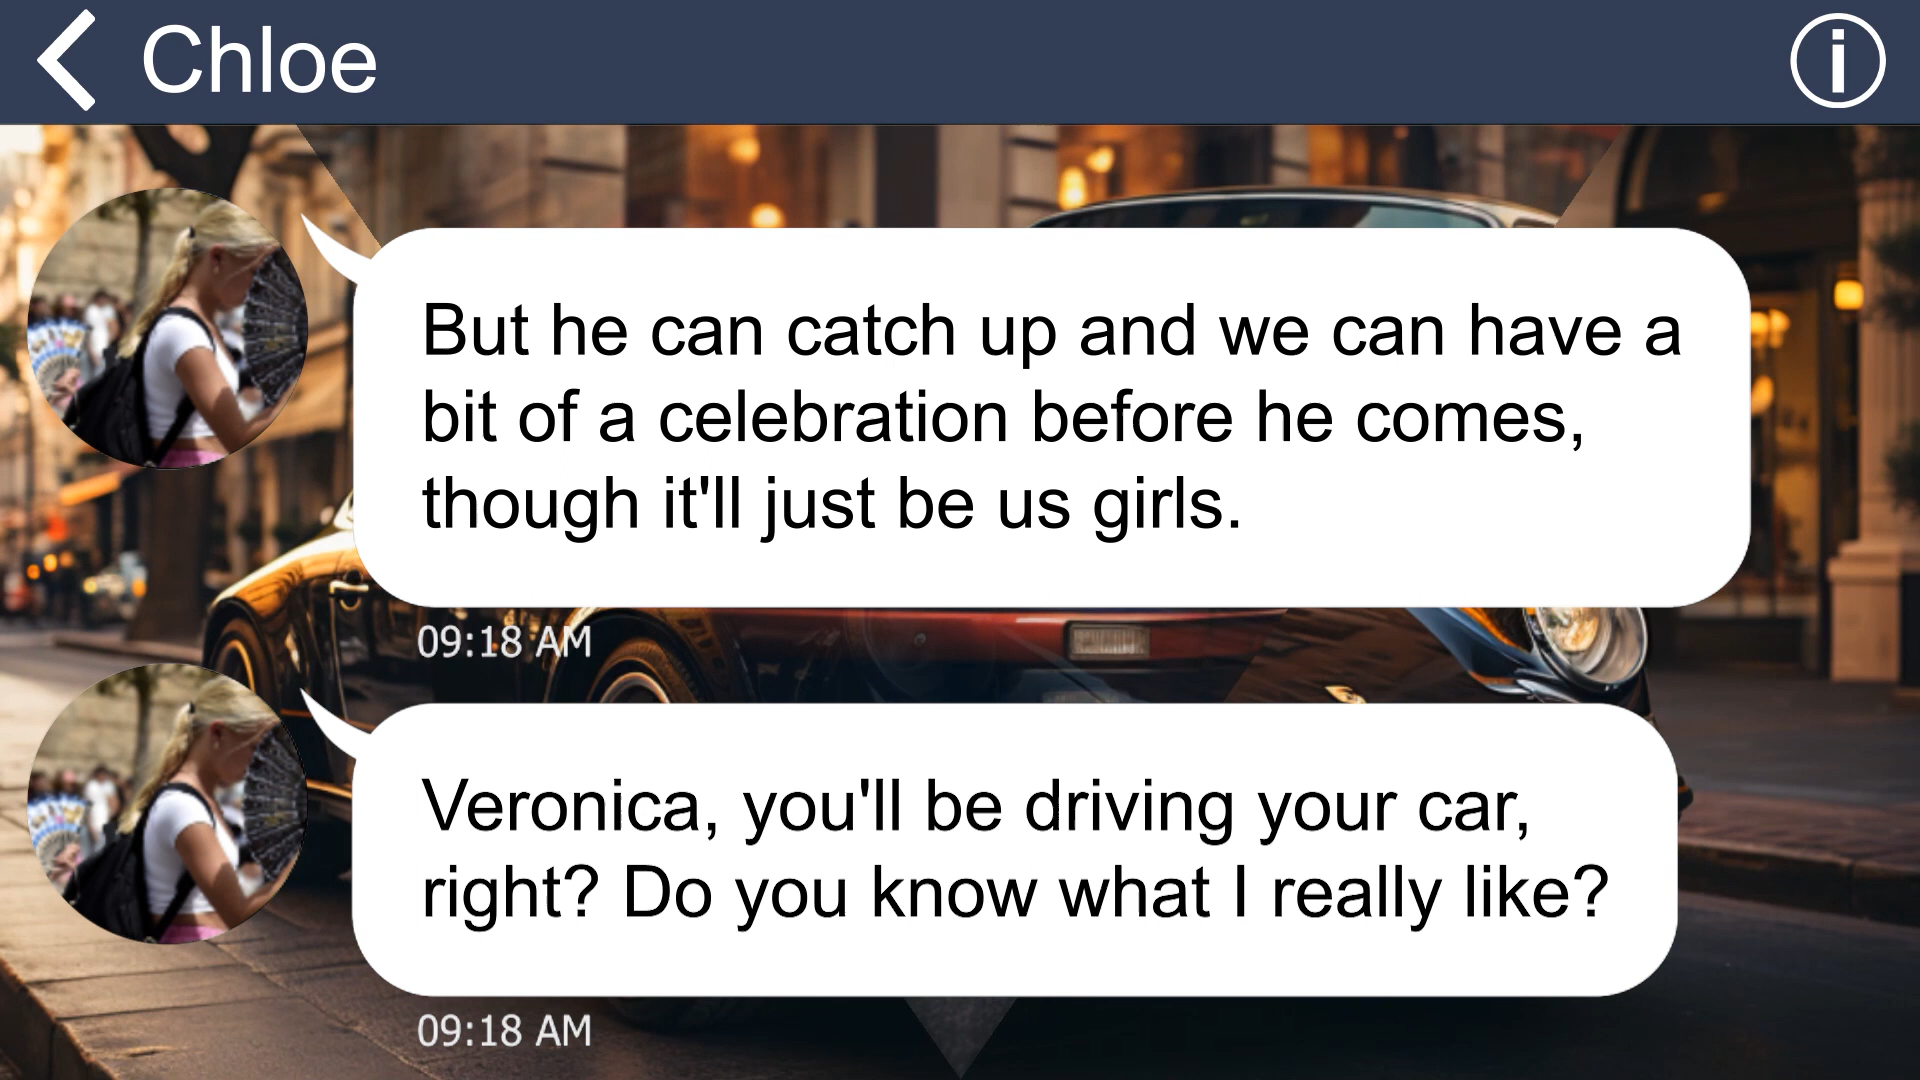 Chloe
But he can catch up and we can have a
bit of a celebration before he comes,
though it'll just be us girls.
09:18 AM
Veronica, you'll be driving your car,
right? Do you know what I really like?
09:18 AM